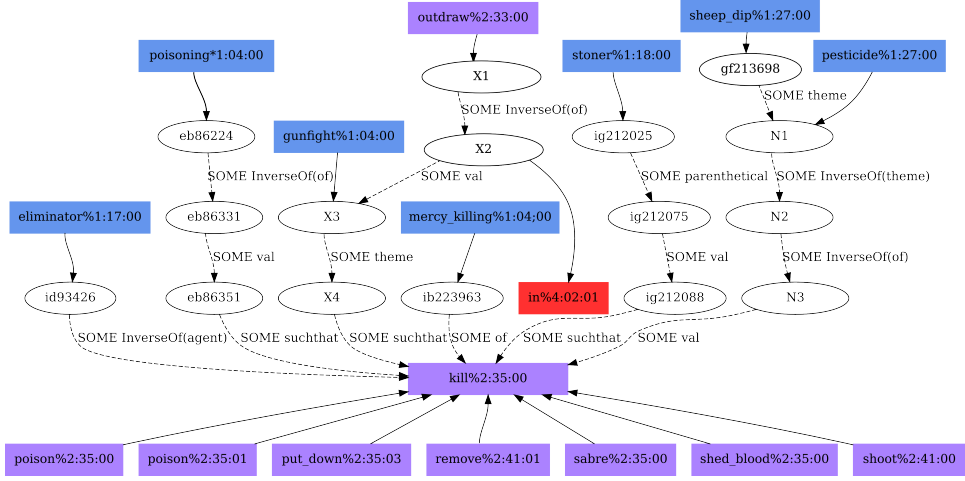 outdraw%2:33:00
sheep_dip%1:27:00
poisoning*1:04:00
X1
stoner%1:18:00
gf213698
pesticide%1:27:00
SOME InverseOf(of)
SOME theme
eb86224
gunfight%1:04:00
X2
ig212025
N1
SOME InverseOf(of)
SOME val
SOME parenthetical
SOME InverseOf(theme)
eliminator%1:17:00
eb86331
X3
mercy_killing%1:04;00
ig212075
N2
SOME val
SOME theme
SOME val
SOME InverseOf(of)
id93426
eb86351
X4
ib223963
in%4:02:01
ig212088
N3
SOME InverseOf(agent)
SOME suchthat
SOME suchthat
SOME of
SOME suchthat
SOME val
kill%2:35:00
poison%2:35:00
poison%2:35:01
put_down%2:35:03
remove%2:41:01
sabre%2:35:00
shed_blood%2:35:00
shoot%2:41:00